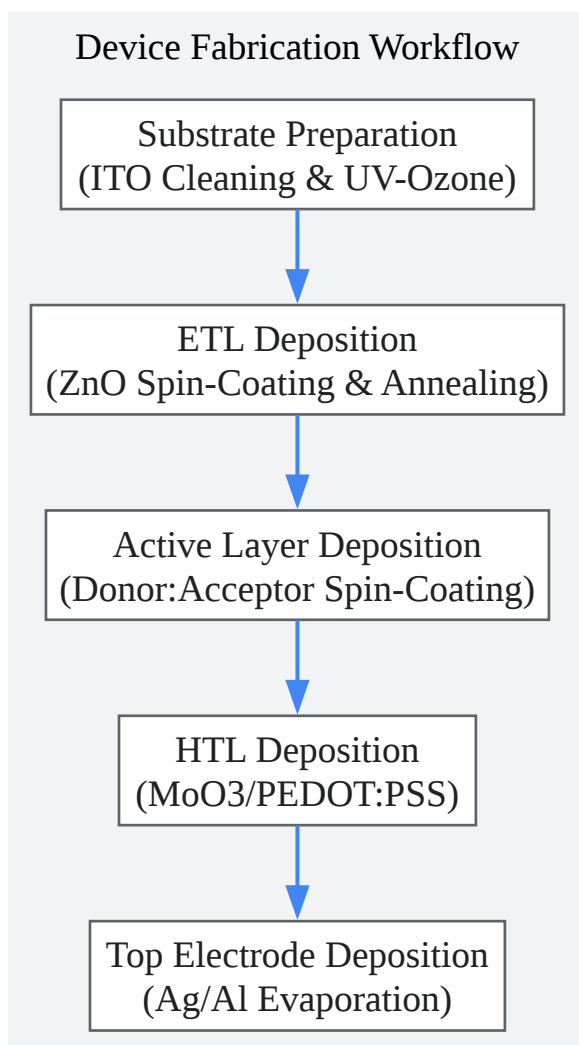 Device Fabrication Workflow
Substrate Preparation
(ITO Cleaning & UV-Ozone)
ETL Deposition
(ZnO Spin-Coating & Annealing)
Active Layer Deposition
(Donor:Acceptor Spin-Coating)
HTL Deposition
(MoO3/PEDOT:PSS)
Top Electrode Deposition
(Ag/Al Evaporation)